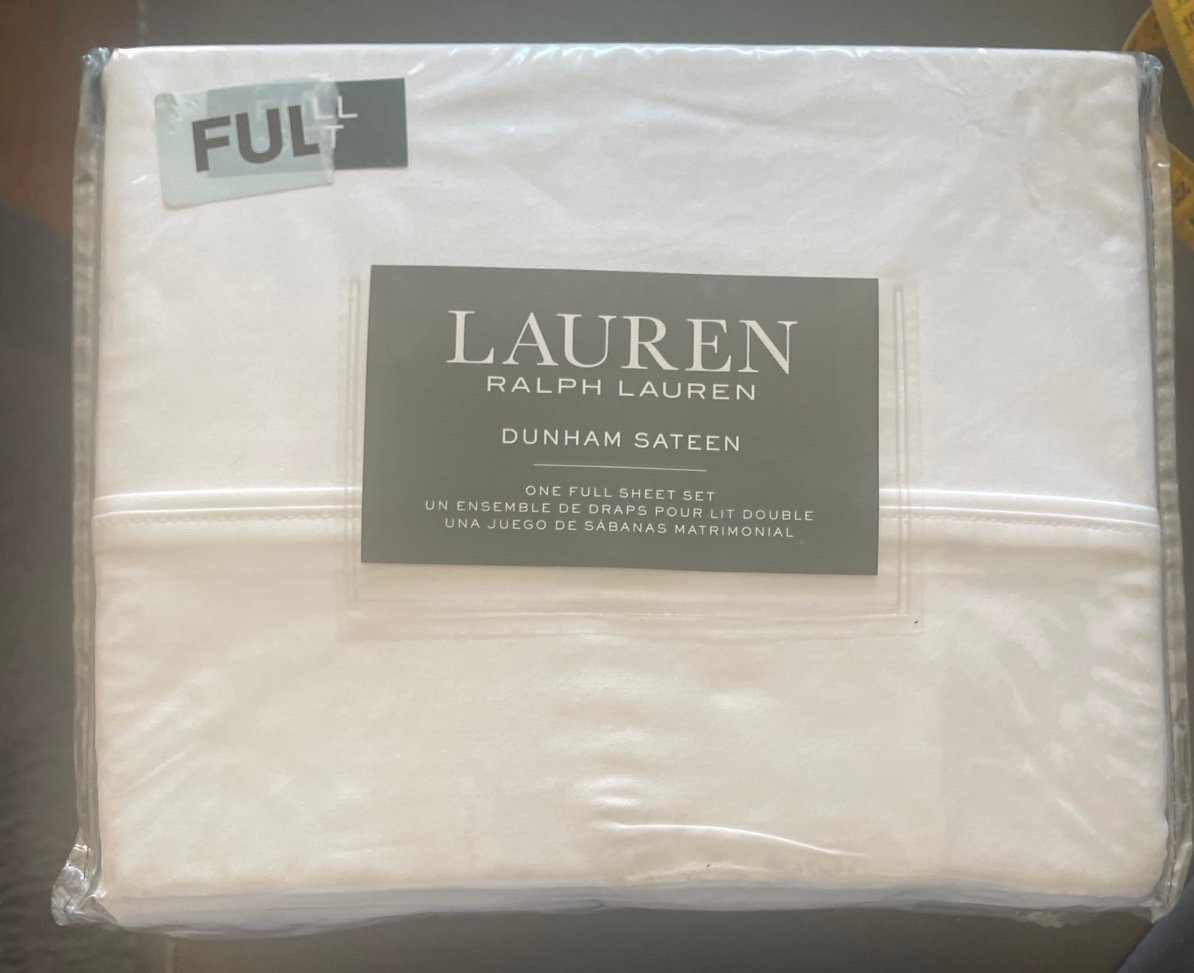 FULL
LAUREN
RALPH LAUREN
DUNHAM SATEEN
ONE FULL SHEET SET
UN ENSEMBLE DE DRAPS POUR LIT DOUBLE
UNA JUEGO DE SÁBANAS MATRIMONIAL